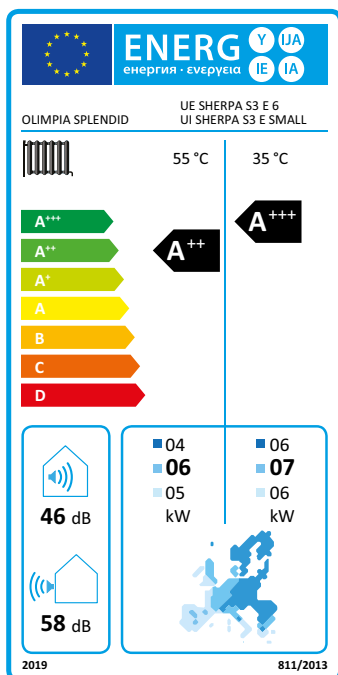 ENERG
енергия · ενεργεια
Y IJA
IE IA
OLIMPIA SPLENDID
UE SHERPA S3 E 6
UI SHERPA S3 E SMALL
55 °C
35 °C
A+++
A++
A+
A
B
C
D
A++
A+++
46 dB
58 dB
04
06
05
kW
06
07
06
kW
2019
811/2013